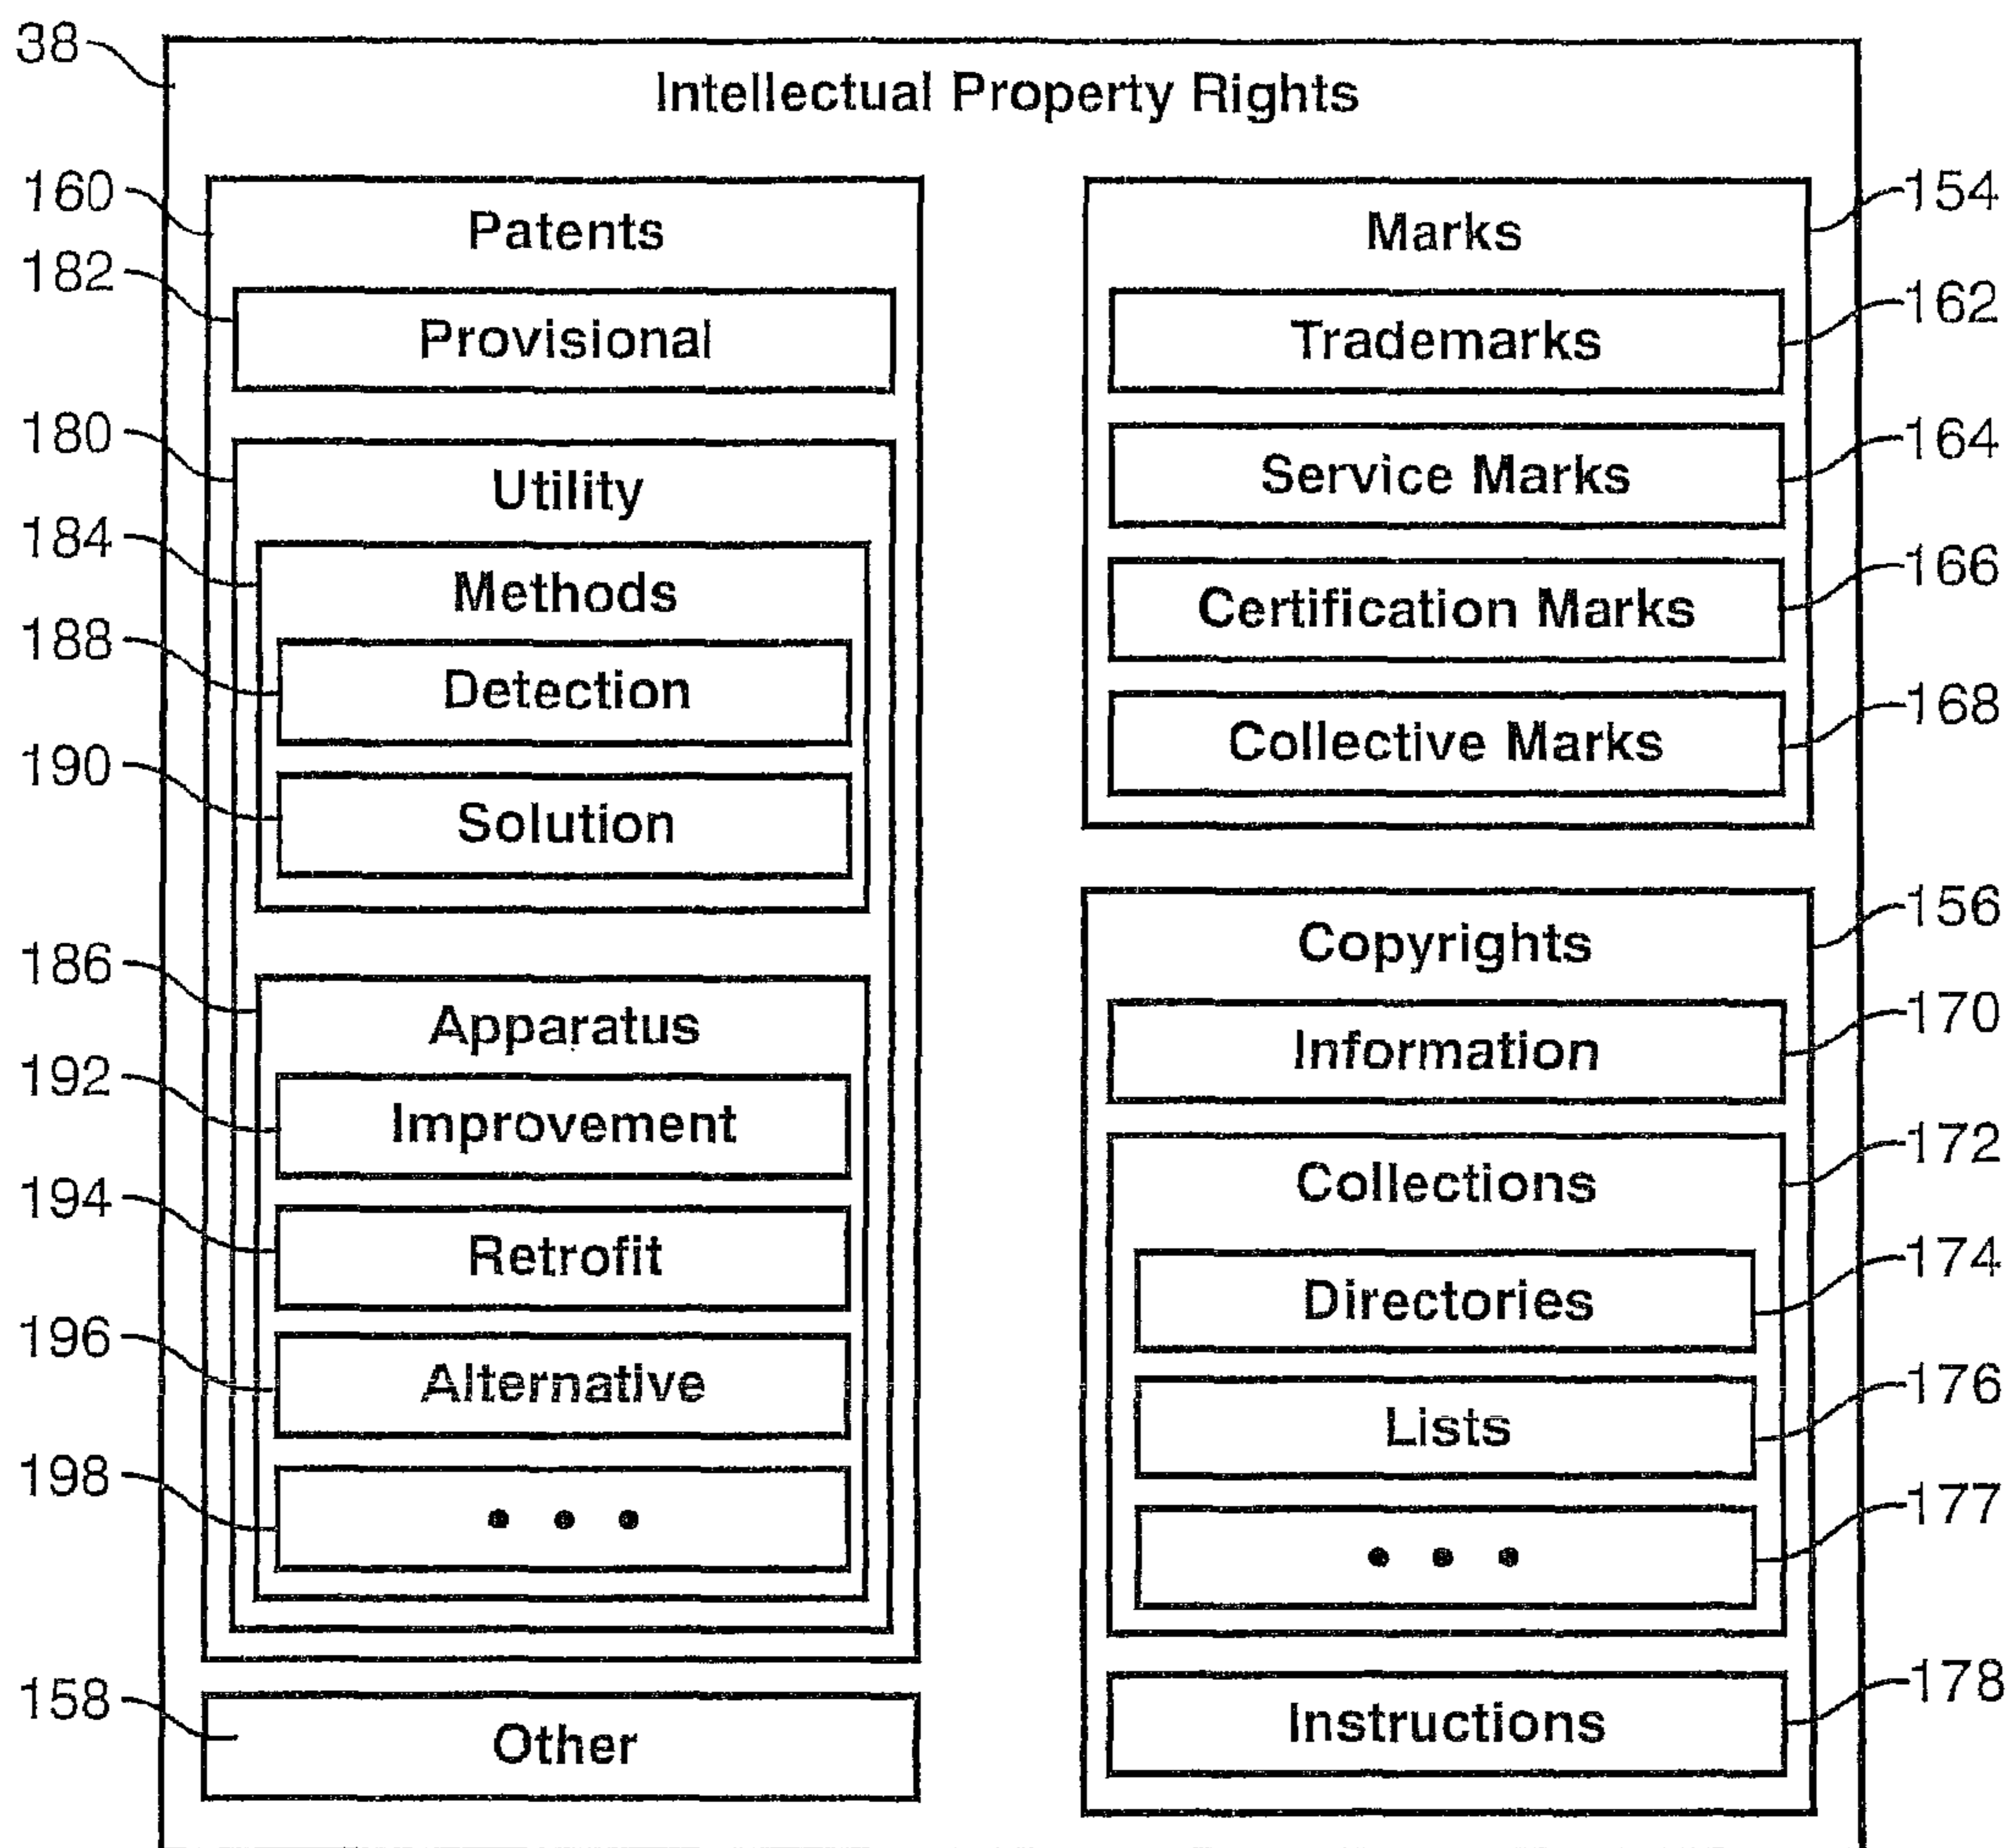 38
Intellectual Property Rights
160
Patents
182
Provisional
180
Utility
184
Methods
188
Detection
190
Solution
186
Apparatus
192
Improvement
194
Retrofit
196
Alternative
198
• • •
158
Other
Marks
154
Trademarks
162
Service Marks
164
Certification Marks
166
Collective Marks
168
Copyrights
156
Information
170
Collections
172
Directories
174
Lists
176
• • •
177
Instructions
178